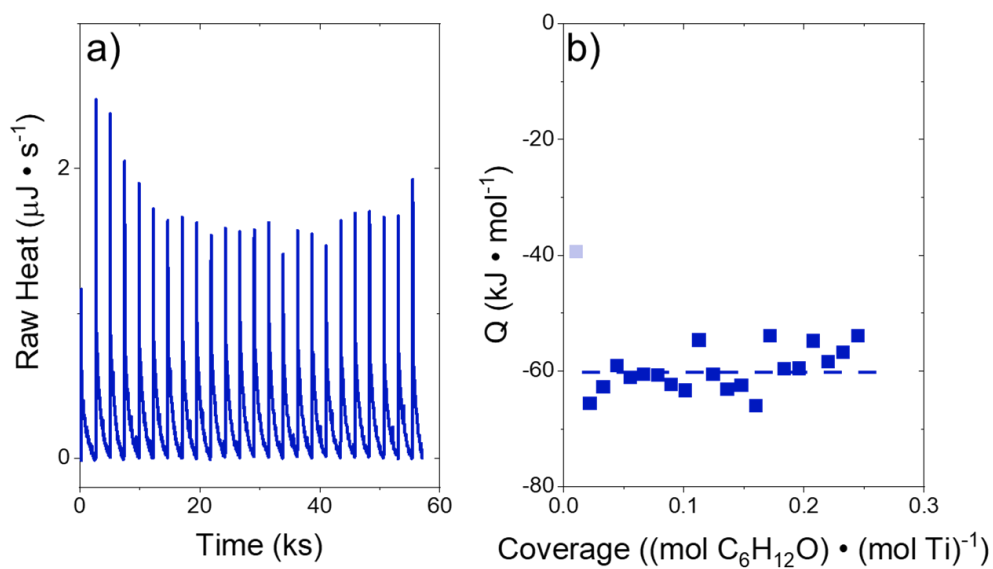 a)
Raw Heat (μJ • s⁻¹)
2
0
0
20
40
60
Time (ks)
b)
Q (kJ • mol⁻¹)
0
-20
-40
-60
-80
0.0
0.1
0.2
0.3
Coverage ((mol C₆H₁₂O) • (mol Ti)⁻¹)